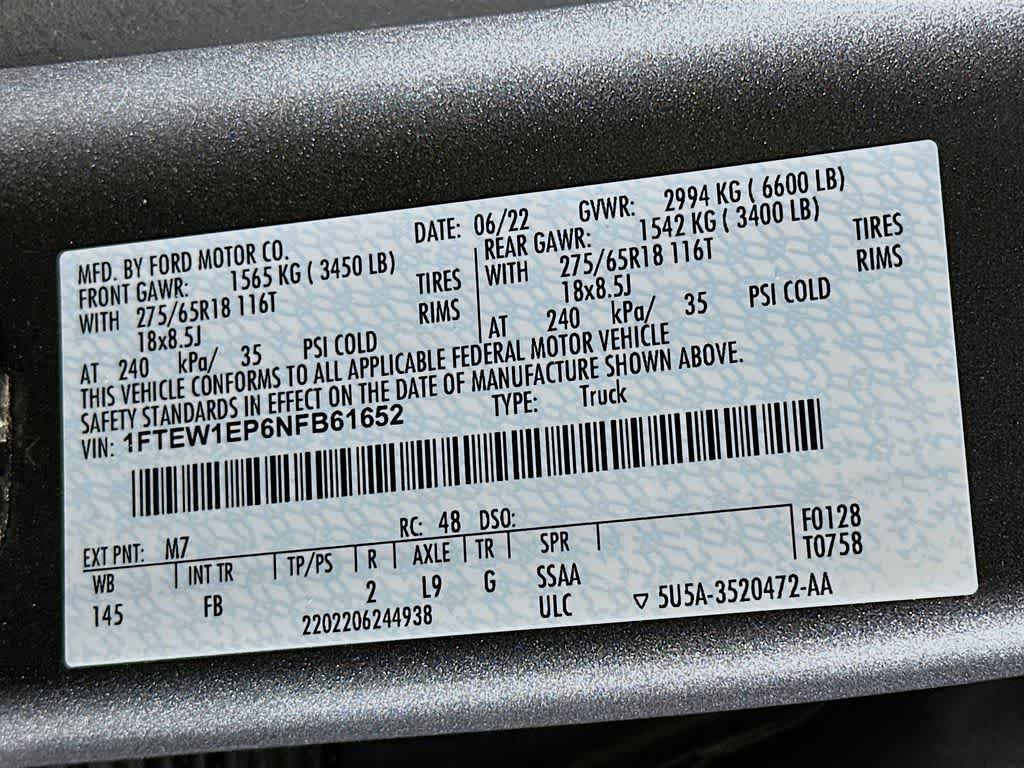 MFD. BY FORD MOTOR CO. DATE: 06/22 GVWR: 2994 KG ( 6600 LB)
FRONT GAWR: 1565 KG ( 3450 LB) REAR GAWR: 1542 KG ( 3400 LB)
WITH 275/65R18 116T TIRES WITH 275/65R18 116T TIRES
18x8.5J RIMS 18x8.5J RIMS
AT 240 kPa/ 35 PSI COLD AT 240 kPa/ 35 PSI COLD
THIS VEHICLE CONFORMS TO ALL APPLICABLE FEDERAL MOTOR VEHICLE
SAFETY STANDARDS IN EFFECT ON THE DATE OF MANUFACTURE SHOWN ABOVE.
VIN: 1FTEW1EP6NFB61652 TYPE: Truck
EXT PNT: M7 RC: 48 DSO: F0128
WB INT TR TP/PS R AXLE TR SPR T0758
145 FB 2 L9 G SSAA
2202206244938 ULC ▽ 5U5A-3520472-AA